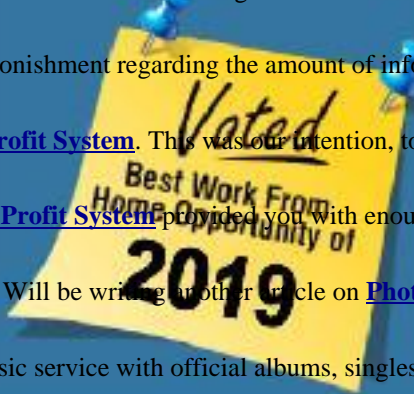 onishment regarding the amount of inf
rofit System. This was our intention, to
Profit System provided you with enou
Will be writing another article on Phot
sic service with official albums, singles
Voted
Best Work From
Home Opportunity of
2019